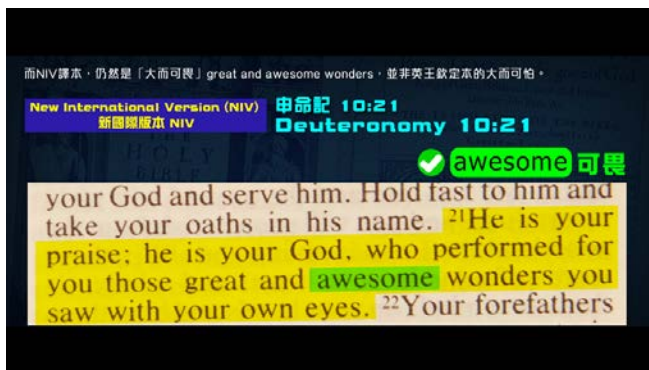 而NIV譯本，仍然是「大而可畏」great and awesome wonders，並非英王欽定本的大而可怕。
New International Version (NIV)
新國際版本 NIV
申命記 10:21
Deuteronomy 10:21
awesome 可畏
your God and serve him. Hold fast to him and
take your oaths in his name. ²¹He is your
praise; he is your God, who performed for
you those great and awesome wonders you
saw with your own eyes. ²²Your forefathers
HOLY
BIBLE